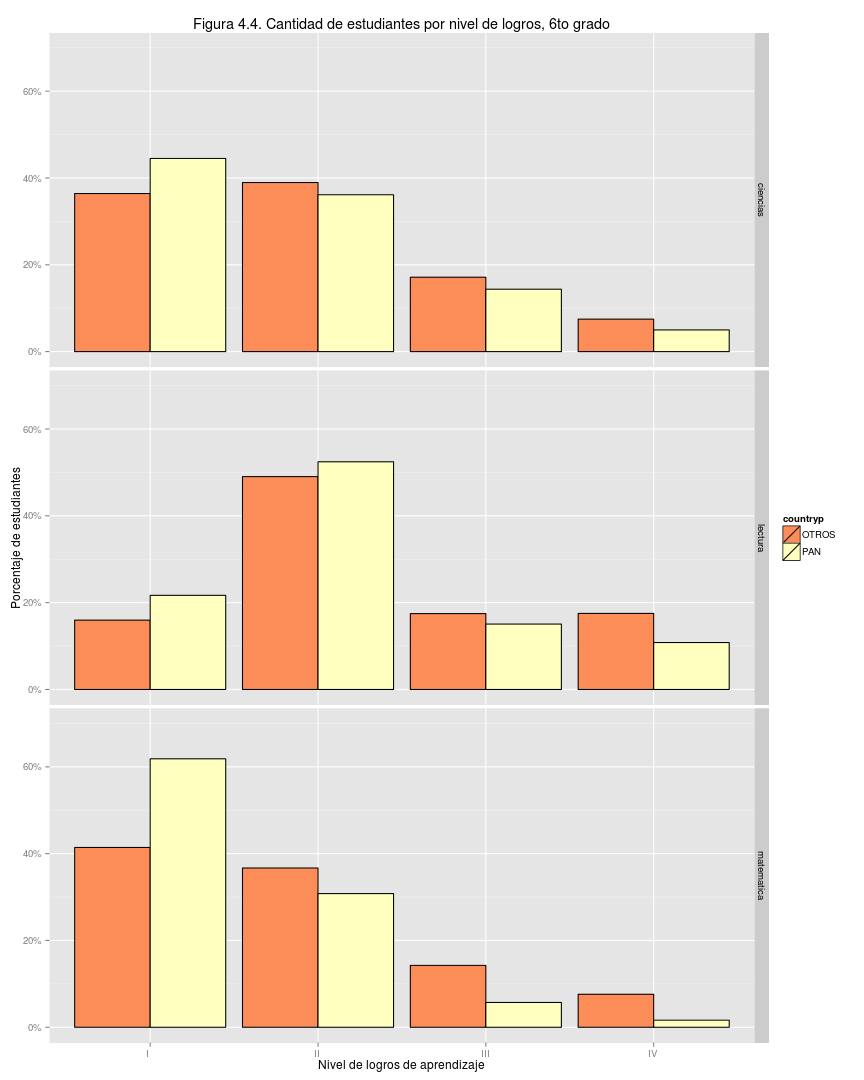 Figura 4.4. Cantidad de estudiantes por nivel de logros, 6to grado
60%
40%
20%
0%
ciencias
60%
40%
20%
0%
lectura
60%
40%
20%
0%
matematica
Porcentaje de estudiantes
I
II
III
IV
Nivel de logros de aprendizaje
countryp
OTROS
PAN